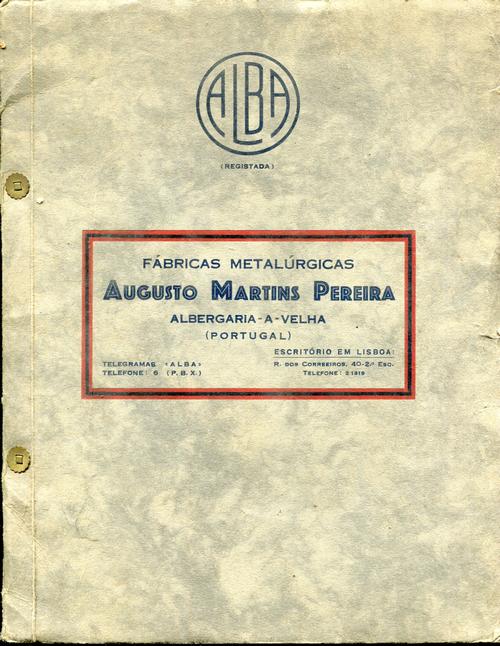 ALBA
(REGISTADA)
FÁBRICAS METALÚRGICAS
AUGUSTO MARTINS PEREIRA
ALBERGARIA-A-VELHA
(PORTUGAL)
ESCRITÓRIO EM LISBOA:
TELEGRAMAS «ALBA»
R. DOS CORREEIROS, 40-2.º ESQ.
TELEFONE: 6 (P. B. X.)
TELEFONE: 21819